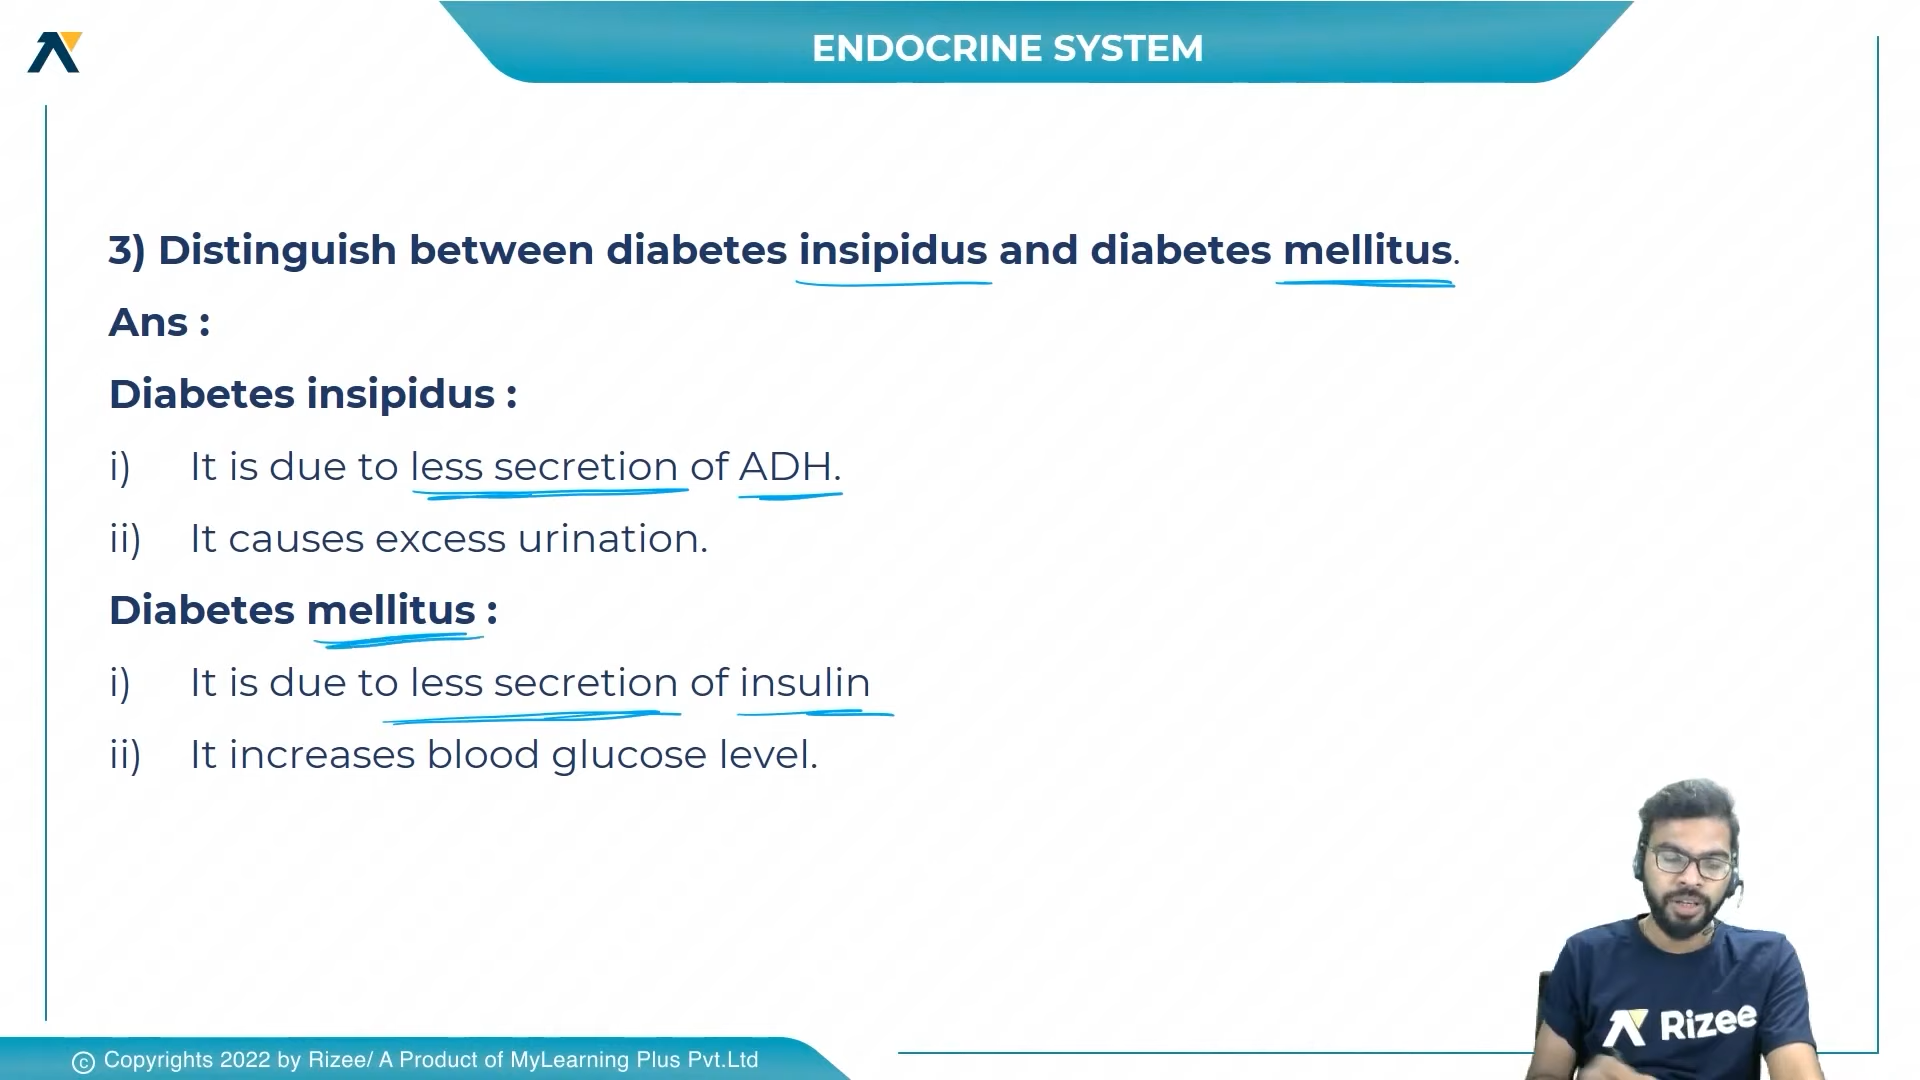 ENDOCRINE SYSTEM
3) Distinguish between diabetes insipidus and diabetes mellitus.
Ans :
Diabetes insipidus :
i) It is due to less secretion of ADH.
ii) It causes excess urination.
Diabetes mellitus :
i) It is due to less secretion of insulin
ii) It increases blood glucose level.
Rizee
© Copyrights 2022 by Rizee/ A Product of MyLearning Plus Pvt.Ltd